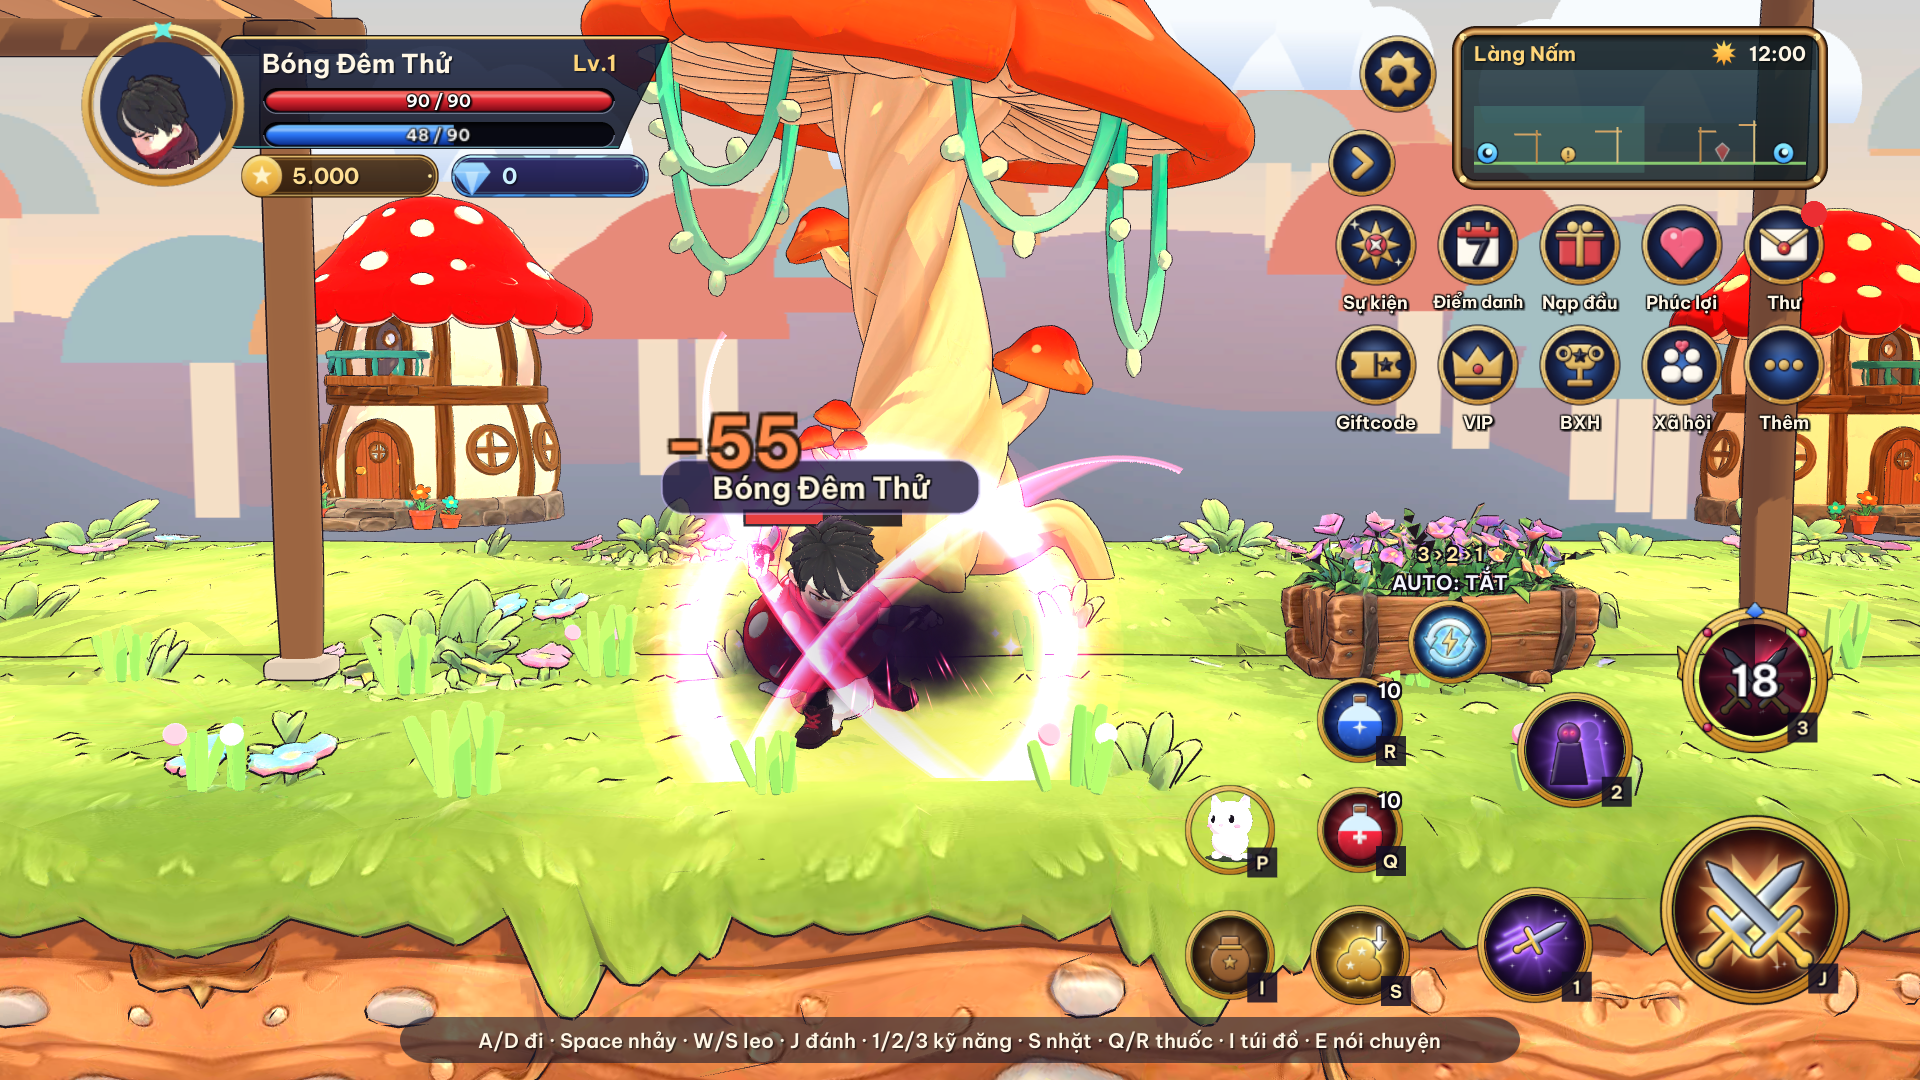 Bóng Đêm Thử Lv.1
90 / 90
48 / 90
5.000 0
Làng Nấm 12:00
7
Sự kiện Điểm danh Nạp đầu Phúc lợi Thư
Giftcode VIP BXH Xã hội Thêm
-55
Bóng Đêm Thử
3›2›1
AUTO: TẮT
18
3
10
R
2
10
Q
P
I
S
1
J
A/D đi · Space nhảy · W/S leo · J đánh · 1/2/3 kỹ năng · S nhặt · Q/R thuốc · I túi đồ · E nói chuyện